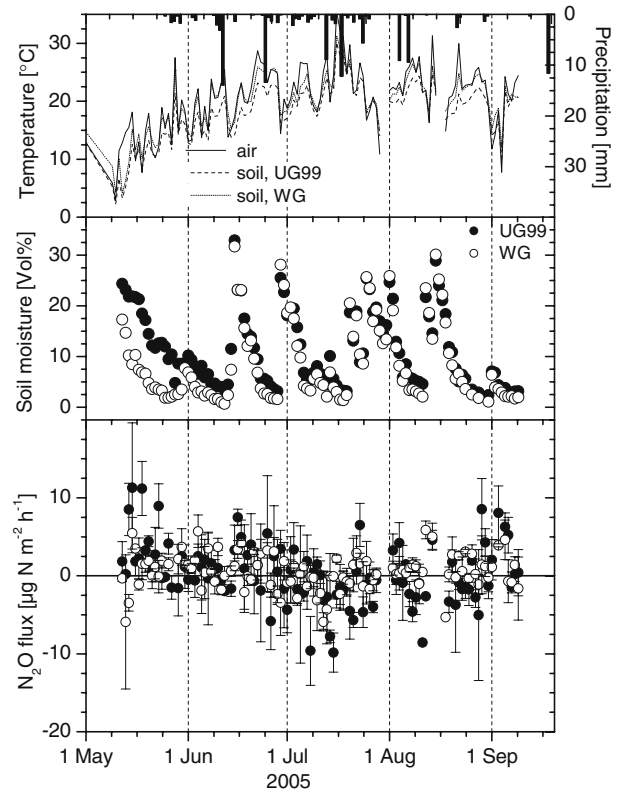 Temperature [°C]
35
30
20
10
0
0
10
20
30
Precipitation [mm]
air
soil, UG99
soil, WG
Soil moisture [Vol%]
30
20
10
0
UG99
WG
N₂O flux [µg N m⁻² h⁻¹]
10
0
-10
-20
1 May
1 Jun
1 Jul
1 Aug
1 Sep
2005